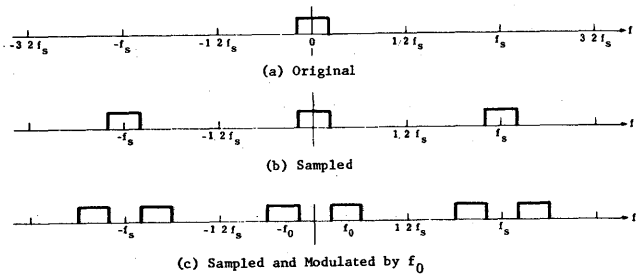 -3 2 fs -fs -1 2 fs 0 1/2 fs fs 3 2 fs f
(a) Original
-fs -1 2 fs 1, 2 fs fs f
(b) Sampled
-fs -1 2 fs -f0 f0 1 2 fs fs f
(c) Sampled and Modulated by f0